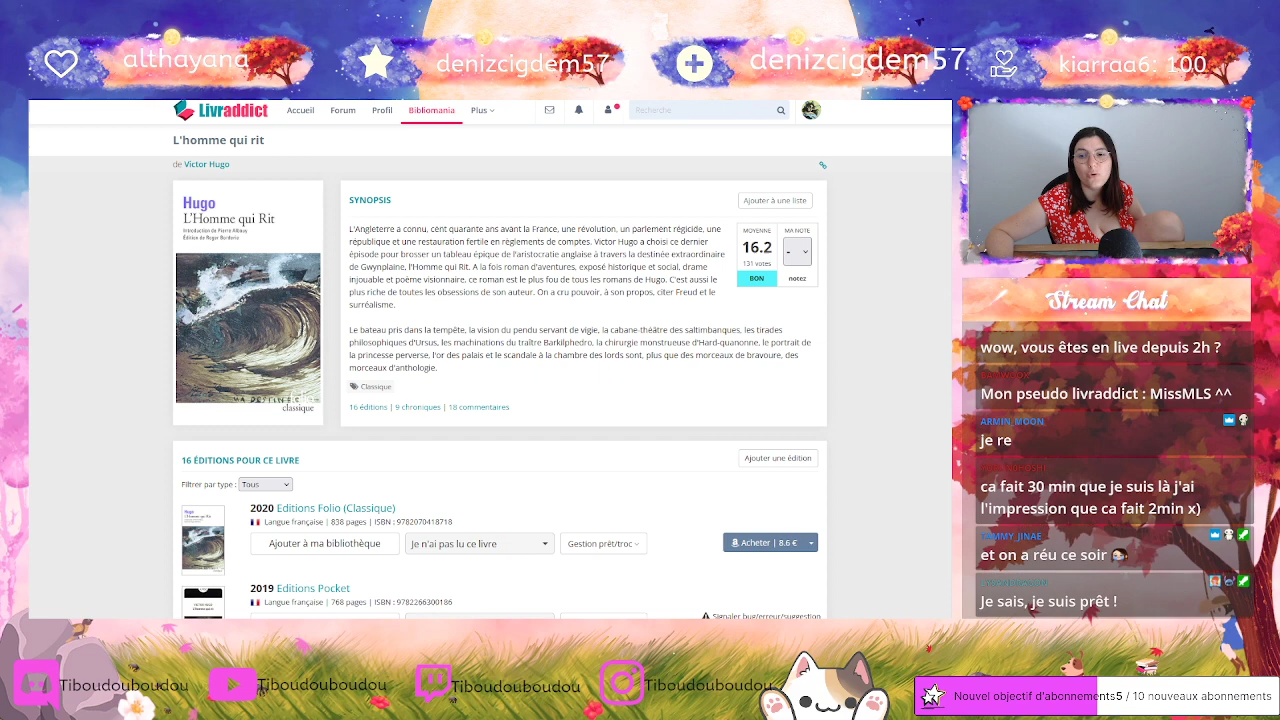 althayana
denizcigdem57
denizcigdem57
kiarraa6: 100
Livraddict
Accueil
Forum
Profil
Bibliomania
Plus
Recherche
L'homme qui rit
de Victor Hugo
Hugo
L'Homme qui Rit
Introduction de Pierre Albouy
Édition de Roger Borderie
classique
SYNOPSIS
Ajouter à une liste
L'Angleterre a connu, cent quarante ans avant la France, une révolution, un parlement régicide, une
république et une restauration fertile en règlements de comptes. Victor Hugo a choisi ce dernier
épisode pour brosser un tableau épique de l'aristocratie anglaise à travers la destinée extraordinaire
de Gwynplaine, l'Homme qui Rit. A la fois roman d'aventures, exposé historique et social, drame
injouable et poème visionnaire, ce roman est le plus fou de tous les romans de Hugo. C'est aussi le
plus riche de toutes les obsessions de son auteur. On a cru pouvoir, à son propos, citer Freud et le
surréalisme.
MOYENNE
16.2
131 votes
BON
MA NOTE
-
notez
Le bateau pris dans la tempête, la vision du pendu servent de vigie, la cabane-théâtre des saltimbanques, les tirades
philosophiques d'Ursus, les machinations du traître Barkilphedro, la chirurgie monstrueuse d'Hard-quanonne, le portrait de
la princesse perverse, l'or des palais et le scandale à la chambre des lords sont, plus que des morceaux de bravoure, des
morceaux d'anthologie.
Classique
16 éditions | 9 chroniques | 18 commentaires
16 ÉDITIONS POUR CE LIVRE
Ajouter une édition
Filtrer par type : Tous
2020 Editions Folio (Classique)
Langue française | 838 pages | ISBN : 9782070418718
Ajouter à ma bibliothèque
Je n'ai pas lu ce livre
Gestion prêt/troc
Acheter | 8.6 €
2019 Editions Pocket
Langue française | 768 pages | ISBN : 9782266300186
Signaler bug/erreur/suggestion
Stream Chat
wow, vous êtes en live depuis 2h ?
Mon pseudo livraddict : MissMLS ^^
ARMIN_MOON
je re
ca fait 30 min que je suis là j'ai
l'impression que ca fait 2min x)
TAMMY_JINAE
et on a réu ce soir
Je sais, je suis prêt !
Tiboudouboudou
Tiboudouboudou
Tiboudouboudou
Tiboudouboudou
Nouvel objectif d'abonnements 5 / 10 nouveaux abonnements